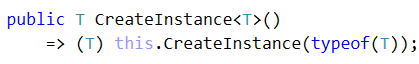 public T CreateInstance<T>()
    => (T) this.CreateInstance(typeof(T));